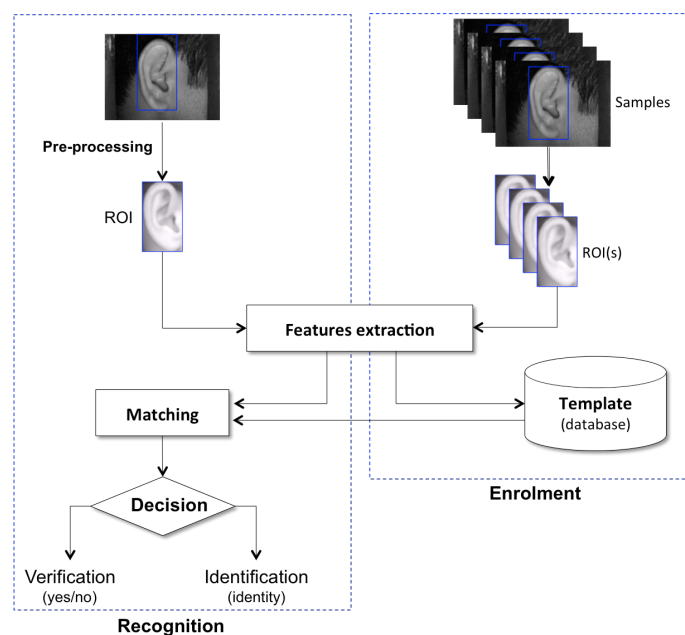 Samples
Pre-processing
ROI
ROI(s)
Features extraction
Matching
Template
(database)
Decision
Enrolment
Verification
(yes/no)
Identification
(identity)
Recognition